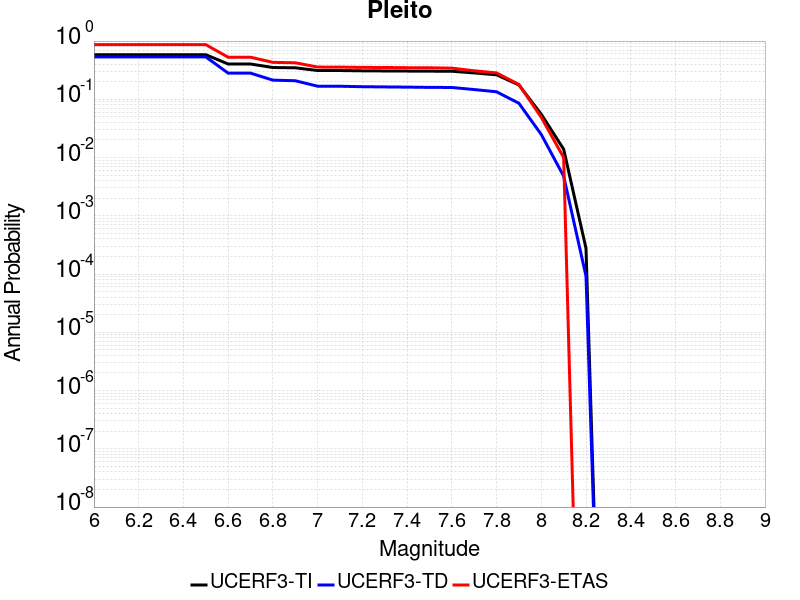 Pleito
10^0
10^-1
10^-2
10^-3
10^-4
10^-5
10^-6
10^-7
10^-8
Annual Probability
6 6.2 6.4 6.6 6.8 7 7.2 7.4 7.6 7.8 8 8.2 8.4 8.6 8.8 9
Magnitude
UCERF3-TI UCERF3-TD UCERF3-ETAS